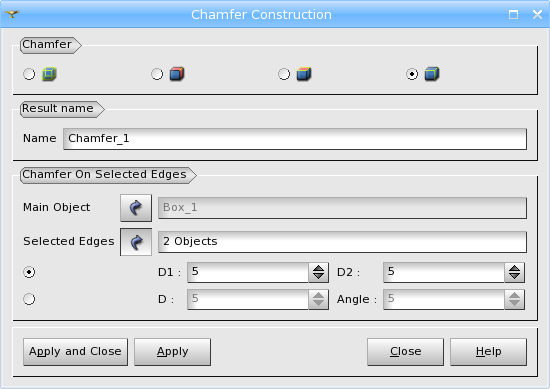 Chamfer Construction
Chamfer
Result name
Name Chamfer_1
Chamfer On Selected Edges
Main Object Box_1
Selected Edges 2 Objects
D1 : 5 D2 : 5
D : 5 Angle : 5
Apply and Close Apply Close Help